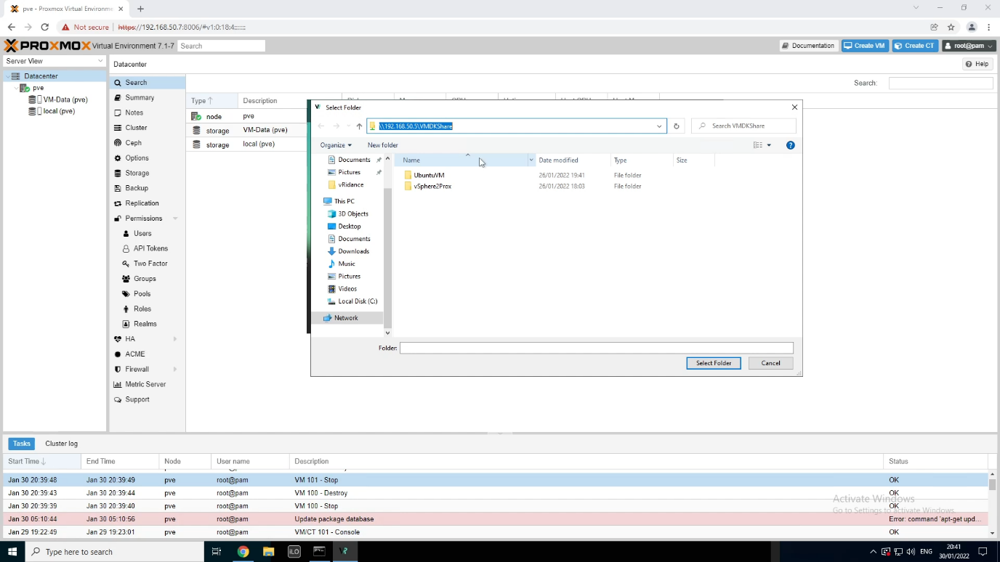 pve - Proxmox Virtual Environme
Not secure https://192.168.50.7:8006/#v1:0:18:4:::::::
PROXMOX Virtual Environment 7.1-7 Search
Documentation Create VM Create CT root@pam
Server View
Datacenter
pve
VM-Data (pve)
local (pve)
Datacenter
Help
Search
Summary
Notes
Cluster
Ceph
Options
Storage
Backup
Replication
Permissions
Users
API Tokens
Two Factor
Groups
Pools
Roles
Realms
HA
ACME
Firewall
Metric Server
Support
Search:
Type Description
node pve
storage VM-Data (pve)
storage local (pve)
Select Folder
\\192.168.50.5\VMDKShare
Search VMDKShare
Organize New folder
Documents
Pictures
vRidance
This PC
3D Objects
Desktop
Documents
Downloads
Music
Pictures
Videos
Local Disk (C:)
Network
Name Date modified Type Size
UbuntuVM 26/01/2022 19:41 File folder
vSphere2Prox 26/01/2022 18:03 File folder
Folder:
Select Folder Cancel
Tasks Cluster log
Start Time End Time Node User name Description Status
Jan 30 20:39:48 Jan 30 20:39:49 pve root@pam VM 101 - Stop OK
Jan 30 20:39:43 Jan 30 20:39:44 pve root@pam VM 100 - Destroy OK
Jan 30 20:39:39 Jan 30 20:39:40 pve root@pam VM 100 - Stop OK
Jan 30 05:10:44 Jan 30 05:10:56 pve root@pam Update package database Error: command 'apt-get upd...
Jan 29 19:22:49 Jan 29 19:23:01 pve root@pam VM/CT 101 - Console OK
Activate Windows
Go to Settings to activate Windows.
Type here to search
iLO
ENG
20:41
30/01/2022